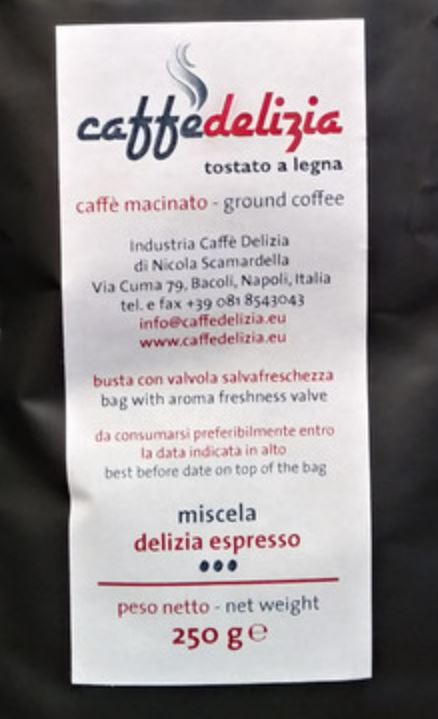 caffèdelizia
tostato a legna
caffè macinato - ground coffee
Industria Caffè Delizia
di Nicola Scamardella
Via Cuma 79, Bacoli, Napoli, Italia
tel. e fax +39 081 8543043
info@caffedelizia.eu
www.caffedelizia.eu
busta con valvola salvafreschezza
bag with aroma freshness valve
da consumarsi preferibilmente entro
la data indicata in alto
best before date on top of the bag
miscela
delizia espresso
•••
peso netto - net weight
250 g ℮